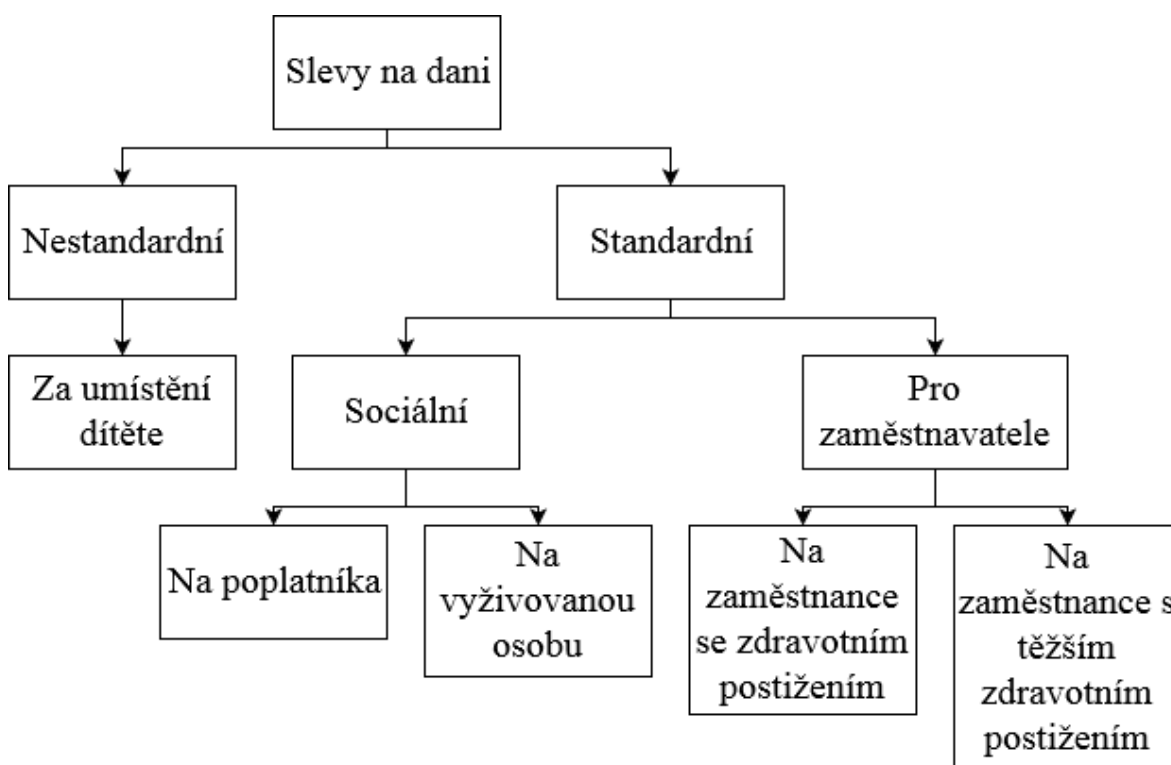 Slevy na dani
Nestandardní
Standardní
Za umístění
dítěte
Sociální
Pro
zaměstnavatele
Na poplatníka
Na
vyživovanou
osobu
Na
zaměstnance
se zdravotním
postižením
Na
zaměstnance s
těžším
zdravotním
postižením